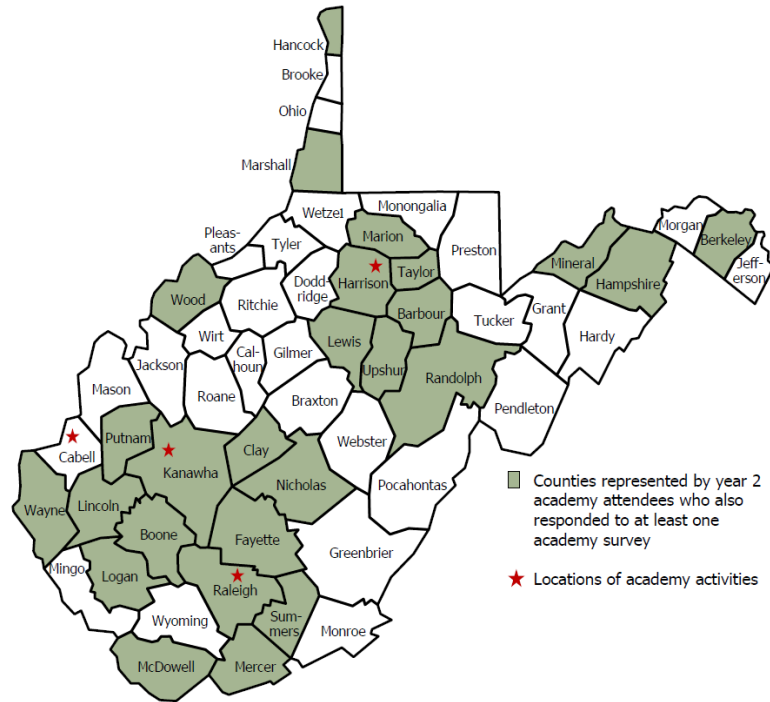 Hancock
Brooke
Ohio
Marshall
Wetzel
Monongalia
Morgan
Pleas-
ants
Tyler
Marion
Preston
Berkeley
Jeff-
erson
Mineral
Hampshire
Wood
Ritchie
Dodd-
ridge
Harrison
Taylor
Barbour
Tucker
Grant
Hardy
Wirt
Cal-
houn
Gilmer
Lewis
Upshur
Randolph
Jackson
Mason
Roane
Braxton
Pendleton
Webster
Cabell
Putnam
Kanawha
Clay
Nicholas
Pocahontas
Wayne
Lincoln
Boone
Fayette
Greenbrier
Mingo
Logan
Raleigh
Wyoming
Sum-
mers
Monroe
McDowell
Mercer
Counties represented by year 2
academy attendees who also
responded to at least one
academy survey
Locations of academy activities